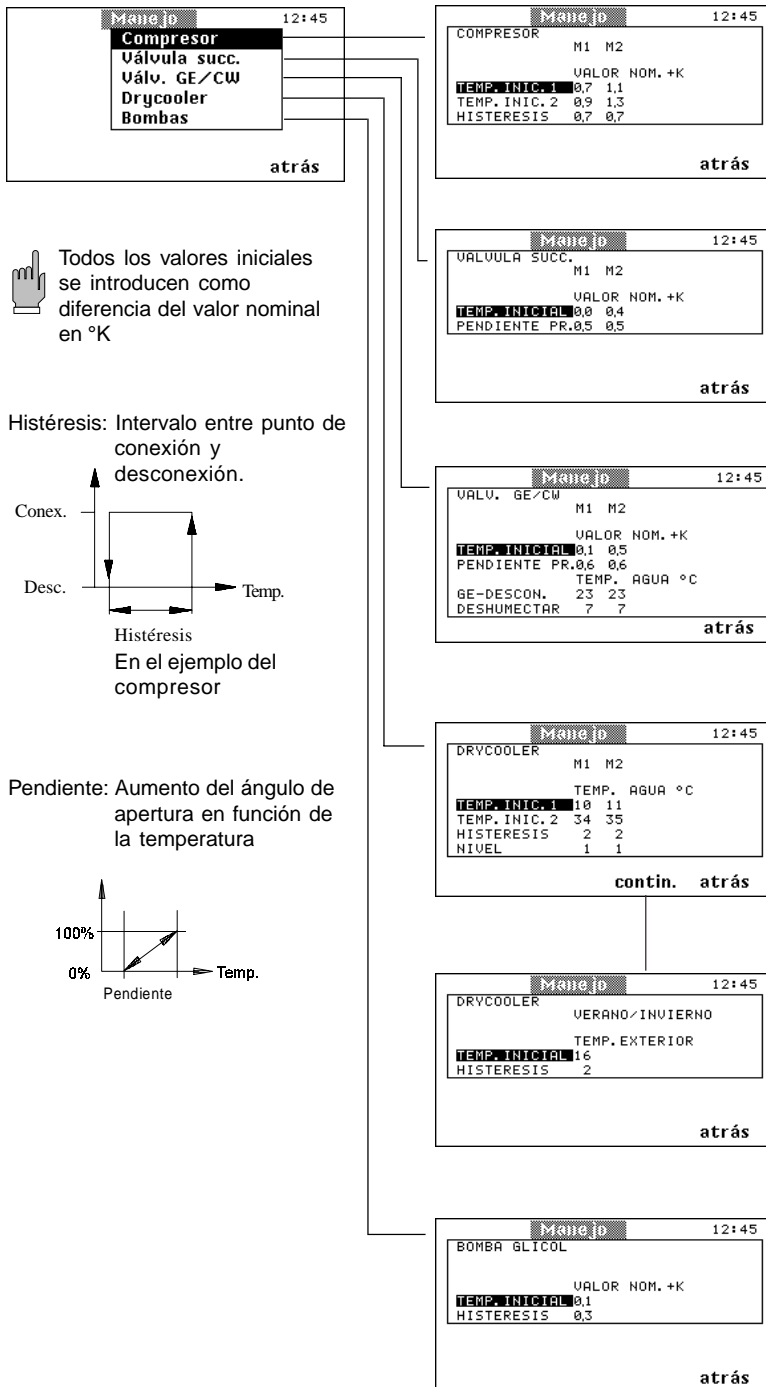 Manejo 12:45
Compresor
Válvula succ.
Válv. GE/CW
Drycooler
Bombas
atrás
Todos los valores iniciales
se introducen como
diferencia del valor nominal
en °K
Histéresis: Intervalo entre punto de
conexión y
desconexión.
Conex.
Desc.
Temp.
Histéresis
En el ejemplo del
compresor
Pendiente: Aumento del ángulo de
apertura en función de
la temperatura
100%
0%
Temp.
Pendiente
Manejo 12:45
COMPRESOR
M1 M2
VALOR NOM.+K
TEMP.INIC.1 0,7 1,1
TEMP.INIC.2 0,9 1,3
HISTERESIS 0,7 0,7
atrás
Manejo 12:45
VALVULA SUCC.
M1 M2
VALOR NOM.+K
TEMP.INICIAL 0,0 0,4
PENDIENTE PR.0,5 0,5
atrás
Manejo 12:45
VALV. GE/CW
M1 M2
VALOR NOM.+K
TEMP.INICIAL 0,1 0,5
PENDIENTE PR.0,6 0,6
TEMP. AGUA °C
GE-DESCON. 23 23
DESHUMECTAR 7 7
atrás
Manejo 12:45
DRYCOOLER
M1 M2
TEMP. AGUA °C
TEMP.INIC.1 10 11
TEMP.INIC.2 34 35
HISTERESIS 2 2
NIVEL 1 1
contin. atrás
Manejo 12:45
DRYCOOLER
VERANO/INVIERNO
TEMP.EXTERIOR
TEMP.INICIAL 16
HISTERESIS 2
atrás
Manejo 12:45
BOMBA GLICOL
VALOR NOM.+K
TEMP.INICIAL 0,1
HISTERESIS 0,3
atrás